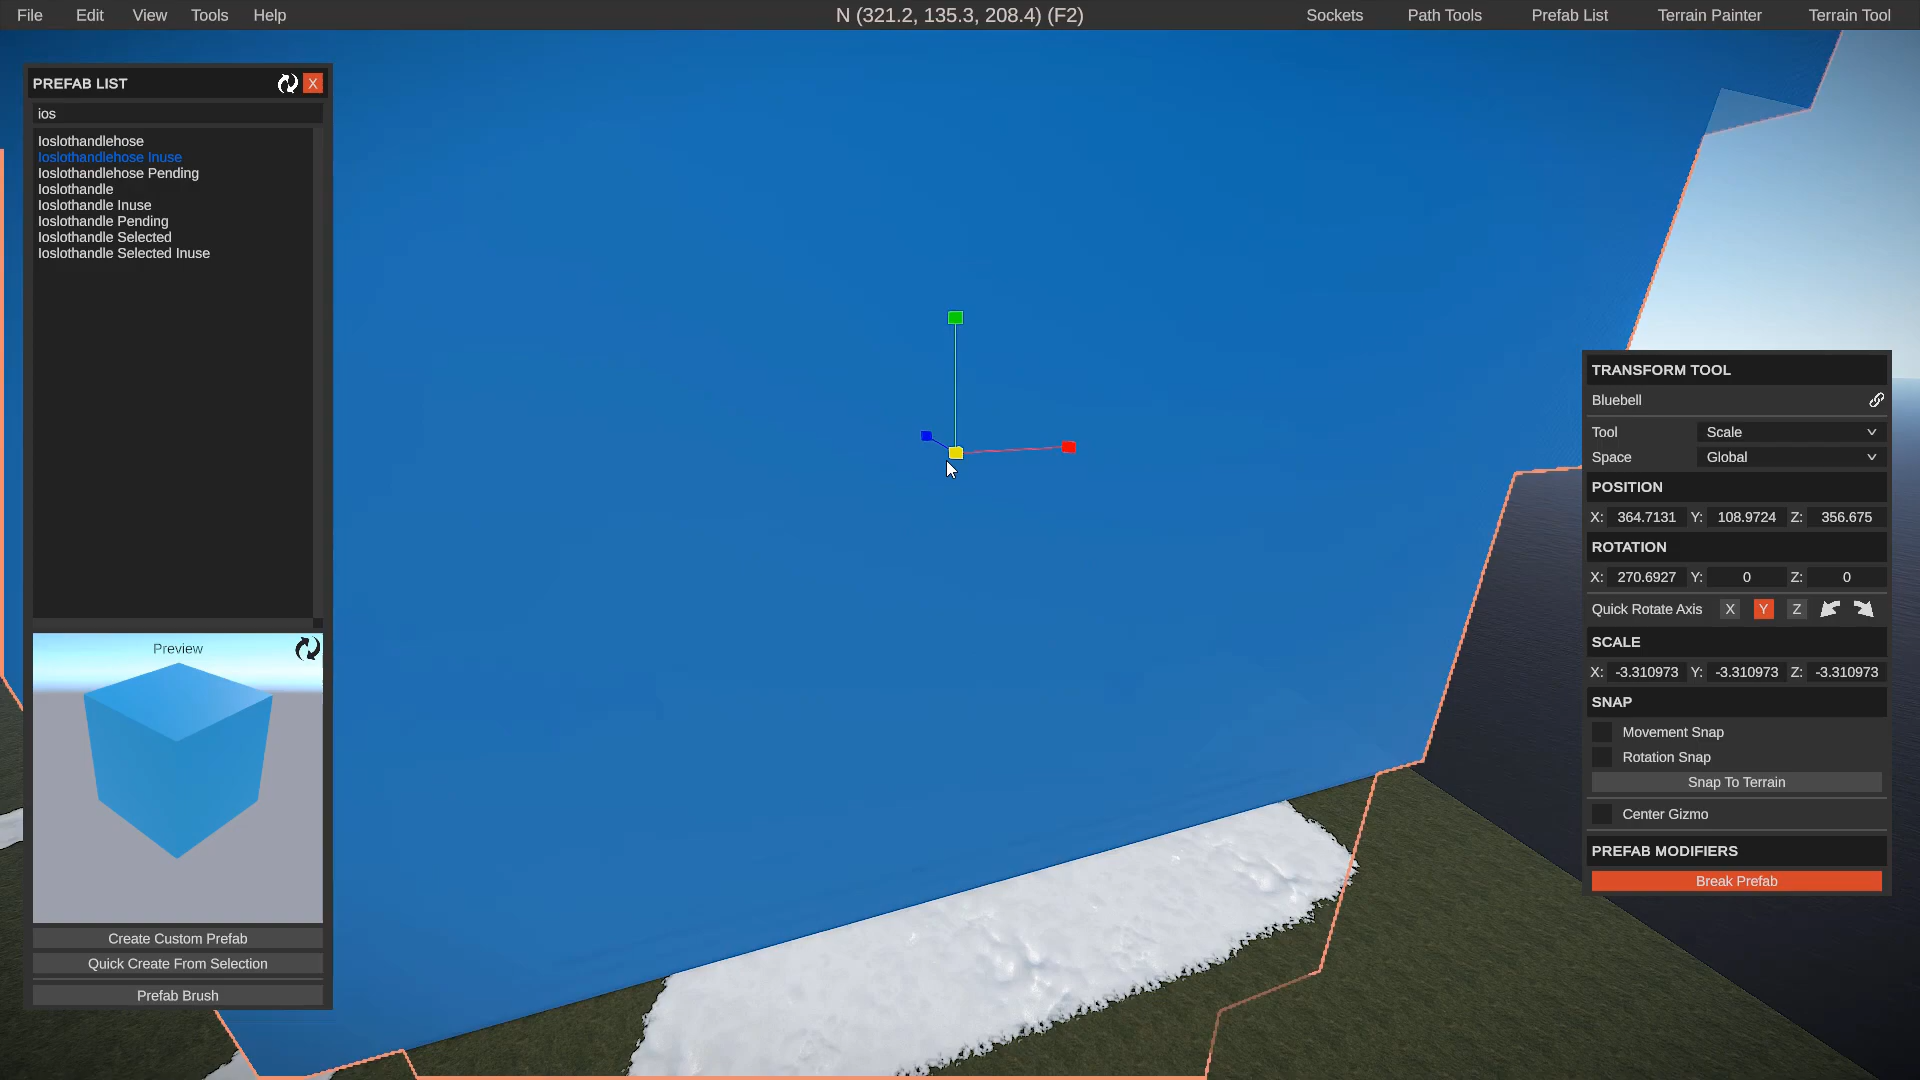 File Edit View Tools Help N (321.2, 135.3, 208.4) (F2) Sockets Path Tools Prefab List Terrain Painter Terrain Tool
PREFAB LIST X
ios
Ioslothandlehose
Ioslothandlehose Inuse
Ioslothandlehose Pending
Ioslothandle
Ioslothandle Inuse
Ioslothandle Pending
Ioslothandle Selected
Ioslothandle Selected Inuse
Preview
Create Custom Prefab
Quick Create From Selection
Prefab Brush
TRANSFORM TOOL
Bluebell
Tool Scale
Space Global
POSITION
X: 364.7131 Y: 108.9724 Z: 356.675
ROTATION
X: 270.6927 Y: 0 Z: 0
Quick Rotate Axis X Y Z
SCALE
X: -3.310973 Y: -3.310973 Z: -3.310973
SNAP
Movement Snap
Rotation Snap
Snap To Terrain
Center Gizmo
PREFAB MODIFIERS
Break Prefab